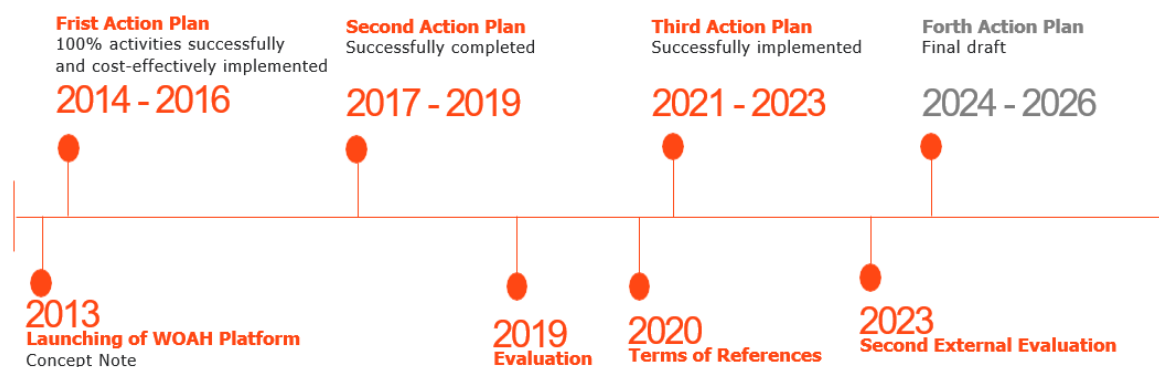 Frist Action Plan
100% activities successfully
and cost-effectively implemented
2014 - 2016
Second Action Plan
Successfully completed
2017 - 2019
Third Action Plan
Successfully implemented
2021 - 2023
Forth Action Plan
Final draft
2024 - 2026
2013
Launching of WOAH Platform
Concept Note
2019
Evaluation
2020
Terms of References
2023
Second External Evaluation